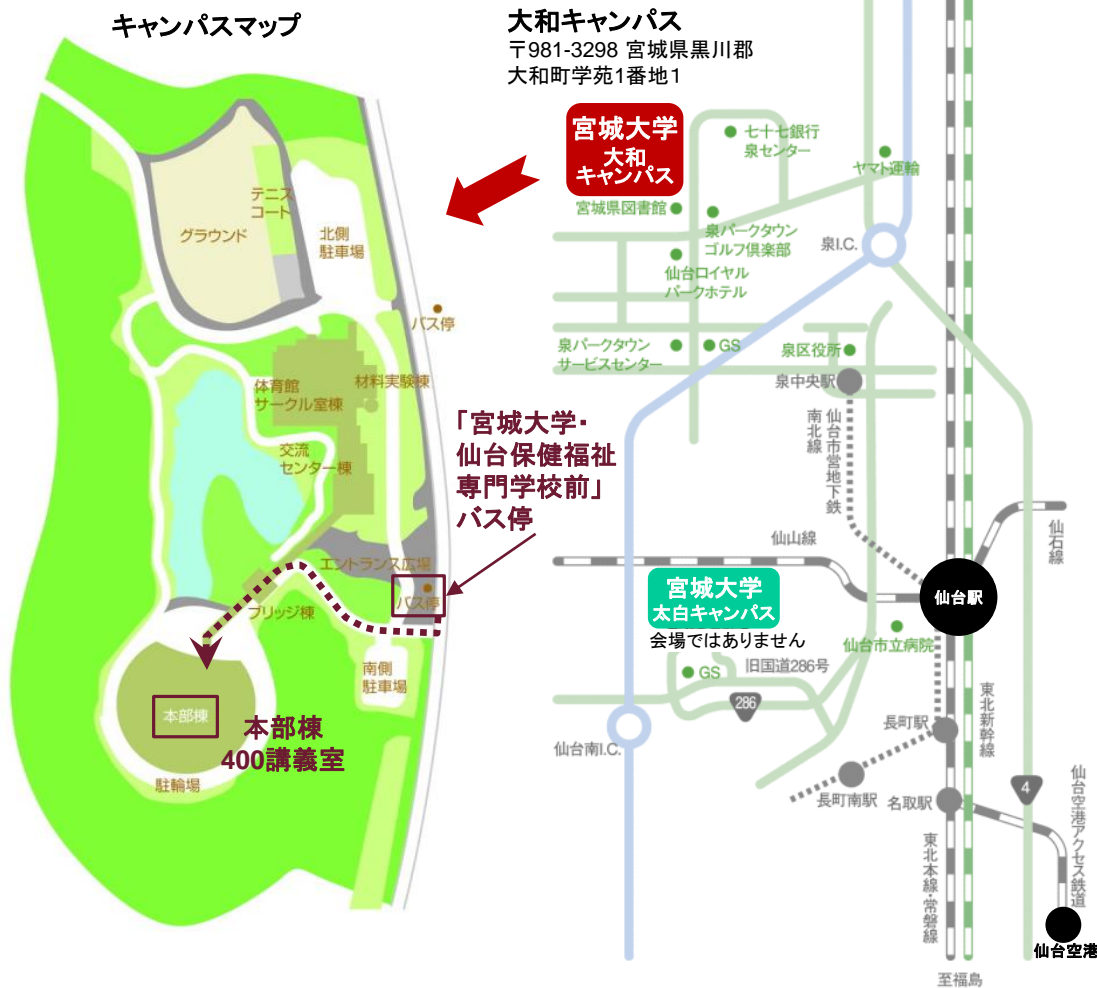 キャンパスマップ
大和キャンパス
〒981-3298 宮城県黒川郡
大和町学苑1番地1
テニス
コート
グラウンド
北側
駐車場
バス停
体育館
サークル室棟
材料実験棟
交流
センター棟
「宮城大学・
仙台保健福祉
専門学校前」
バス停
エントランス広場
バス停
ブリッジ棟
南側
駐車場
本部棟
本部棟
400講義室
駐輪場
宮城大学
大和
キャンパス
七十七銀行
泉センター
ヤマト運輸
宮城県図書館
泉パークタウン
ゴルフ倶楽部
泉I.C.
仙台ロイヤル
パークホテル
泉パークタウン
サービスセンター
GS
泉区役所
泉中央駅
仙台市営地下鉄
南北線
仙山線
仙石線
宮城大学
太白キャンパス
会場ではありません
仙台駅
仙台市立病院
GS
旧国道286号
286
仙台南I.C.
長町駅
東北新幹線
長町南駅
名取駅
4
仙台空港アクセス鉄道
東北本線・常磐線
仙台空港
至福島